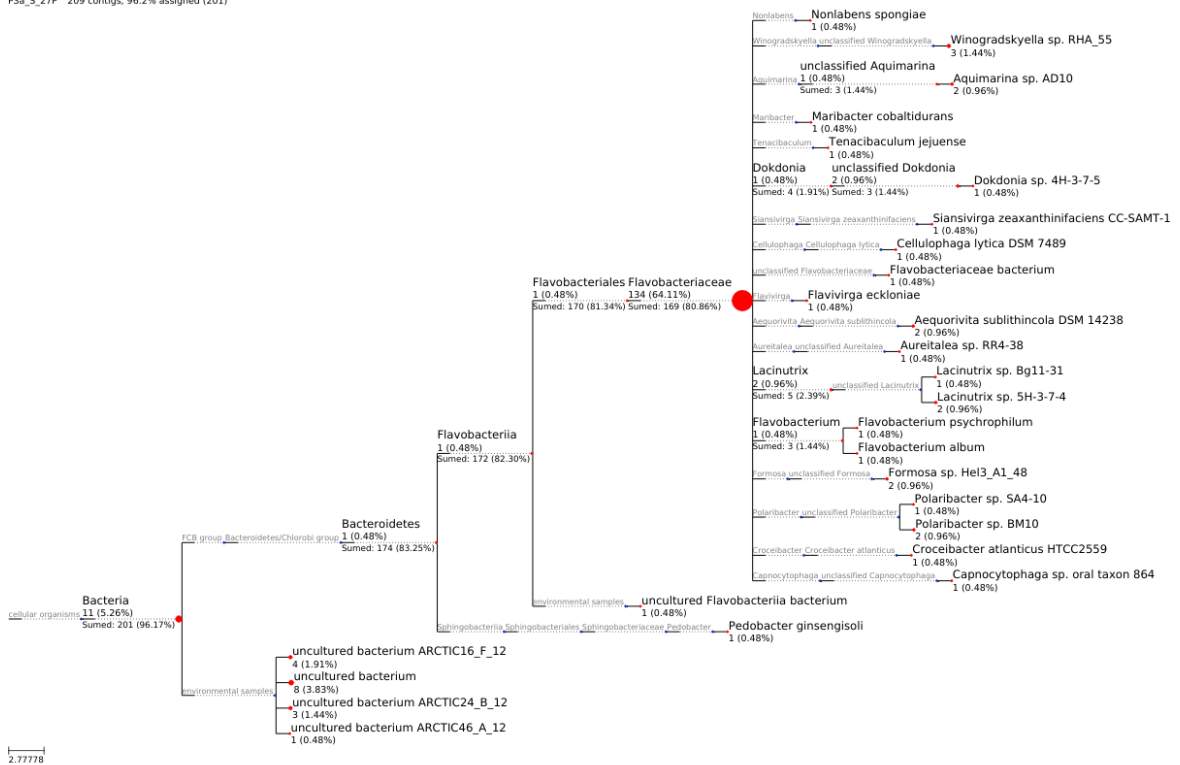 209 contigs, 96.2% assigned (201)
Nonlabens
Nonlabens spongiae
1 (0.48%)
Winogradskyella unclassified Winogradskyella
Winogradskyella sp. RHA_55
3 (1.44%)
unclassified Aquimarina
Aquimarina
1 (0.48%)
Sumed: 3 (1.44%)
Aquimarina sp. AD10
2 (0.96%)
Maribacter
Maribacter cobaltidurans
1 (0.48%)
Tenacibaculum
Tenacibaculum jejuense
1 (0.48%)
Dokdonia
1 (0.48%)
Sumed: 4 (1.91%)
unclassified Dokdonia
2 (0.96%)
Sumed: 3 (1.44%)
Dokdonia sp. 4H-3-7-5
1 (0.48%)
Siansivirga Siansivirga zeaxanthinifaciens
Siansivirga zeaxanthinifaciens CC-SAMT-1
1 (0.48%)
Cellulophaga Cellulophaga lytica
Cellulophaga lytica DSM 7489
1 (0.48%)
unclassified Flavobacteriaceae
Flavobacteriaceae bacterium
1 (0.48%)
Flavobacteriales
1 (0.48%)
Sumed: 170 (81.34%)
Flavobacteriaceae
134 (64.11%)
Sumed: 169 (80.86%)
Flavivirga
Flavivirga eckloniae
1 (0.48%)
Aequorivita Aequorivita sublithincola
Aequorivita sublithincola DSM 14238
2 (0.96%)
Aureitalea unclassified Aureitalea
Aureitalea sp. RR4-38
1 (0.48%)
Lacinutrix
2 (0.96%)
Sumed: 5 (2.39%)
unclassified Lacinutrix
Lacinutrix sp. Bg11-31
1 (0.48%)
Lacinutrix sp. 5H-3-7-4
2 (0.96%)
Flavobacterium
1 (0.48%)
Sumed: 3 (1.44%)
Flavobacterium psychrophilum
1 (0.48%)
Flavobacterium album
1 (0.48%)
Flavobacteriia
1 (0.48%)
Sumed: 172 (82.30%)
Formosa unclassified Formosa
Formosa sp. Hel3_A1_48
2 (0.96%)
Polaribacter unclassified Polaribacter
Polaribacter sp. SA4-10
1 (0.48%)
Polaribacter sp. BM10
2 (0.96%)
Bacteroidetes
FCB group Bacteroidetes/Chlorobi group
1 (0.48%)
Sumed: 174 (83.25%)
Croceibacter Croceibacter atlanticus
Croceibacter atlanticus HTCC2559
1 (0.48%)
Capnocytophaga unclassified Capnocytophaga
Capnocytophaga sp. oral taxon 864
1 (0.48%)
cellular organisms
Bacteria
11 (5.26%)
Sumed: 201 (96.17%)
environmental samples
uncultured Flavobacteriia bacterium
1 (0.48%)
Sphingobacteriia Sphingobacteriales Sphingobacteriaceae Pedobacter
Pedobacter ginsengisoli
1 (0.48%)
environmental samples
uncultured bacterium ARCTIC16_F_12
4 (1.91%)
uncultured bacterium
8 (3.83%)
uncultured bacterium ARCTIC24_B_12
3 (1.44%)
uncultured bacterium ARCTIC46_A_12
1 (0.48%)
2.77778